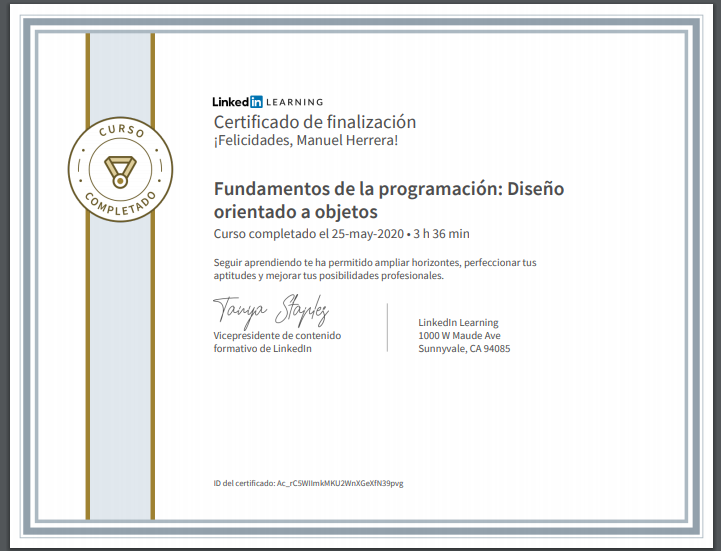 CURSO
COMPLETADO
Linked in LEARNING
Certificado de finalización
¡Felicidades, Manuel Herrera!
Fundamentos de la programación: Diseño
orientado a objetos
Curso completado el 25-may-2020 • 3 h 36 min
Seguir aprendiendo te ha permitido ampliar horizontes, perfeccionar tus
aptitudes y mejorar tus posibilidades profesionales.
Tanya Staples
Vicepresidente de contenido
formativo de LinkedIn
LinkedIn Learning
1000 W Maude Ave
Sunnyvale, CA 94085
ID del certificado: Ac_rC5WIImkMKU2WnXGeXfN39pvg